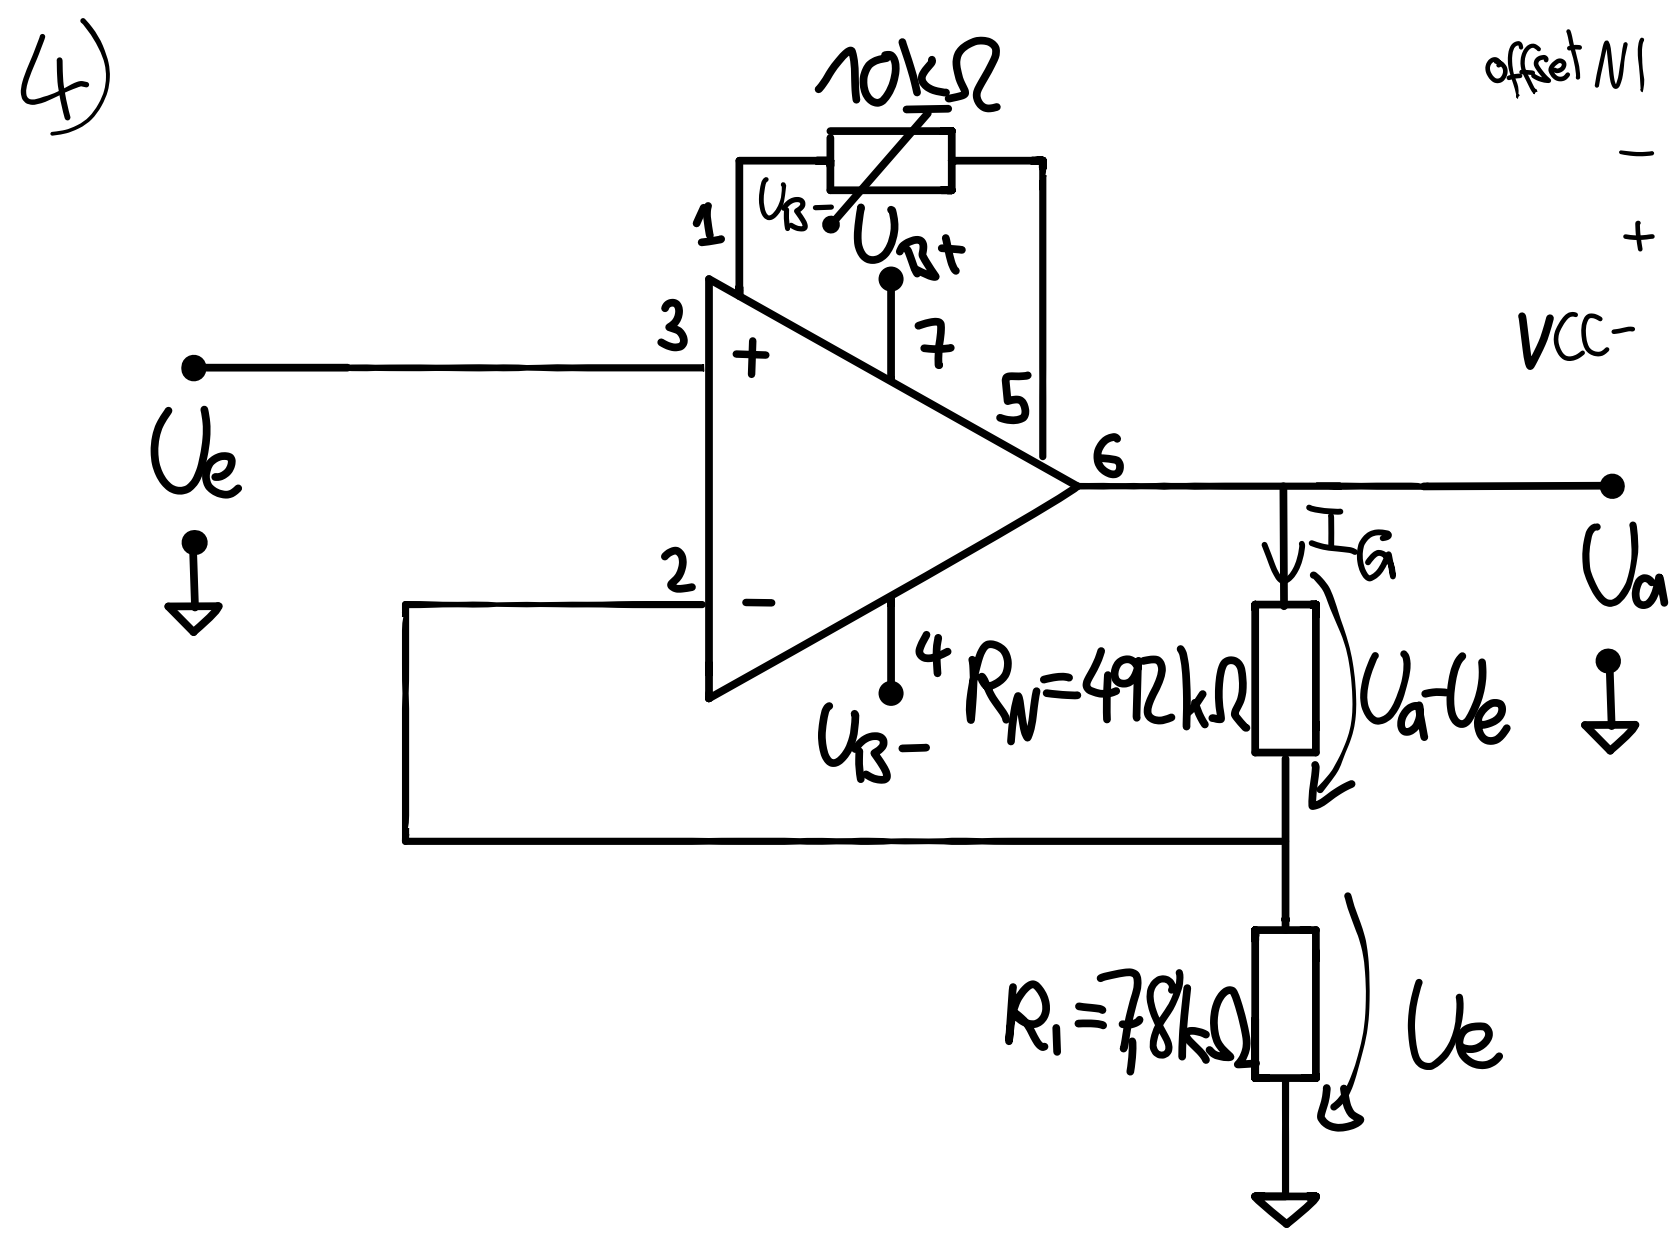 4)
10kΩ
offset N1
-
+
VCC-
1
UB-
UB+
3
+
7
5
6
Ue
IG
Ua
2
-
4
UB-
RN=492kΩ
Ua-Ue
R1=7,8kΩ
Ue